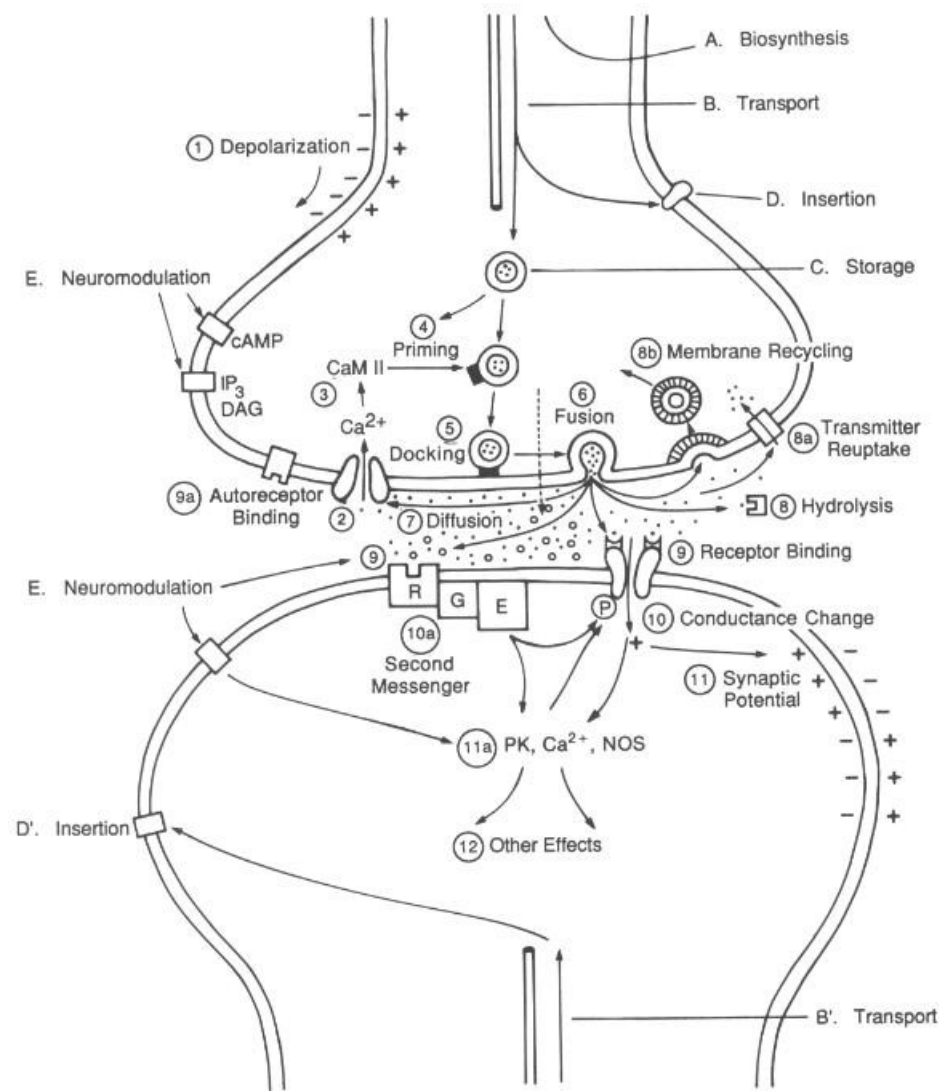 A. Biosynthesis
B. Transport
① Depolarization
D. Insertion
E. Neuromodulation
C. Storage
cAMP
④
Priming
⑧b Membrane Recycling
CaM II
IP₃
DAG
③
⑥
Fusion
Ca²⁺
⑤
Docking
⑧a Transmitter
Reuptake
⑨a Autoreceptor
Binding
②
⑦ Diffusion
⑧ Hydrolysis
⑨
⑨ Receptor Binding
E. Neuromodulation
R
G
E
P
⑩ Conductance Change
⑩a
Second
Messenger
⑪ Synaptic
Potential
⑪a PK, Ca²⁺, NOS
D'. Insertion
⑫ Other Effects
B'. Transport